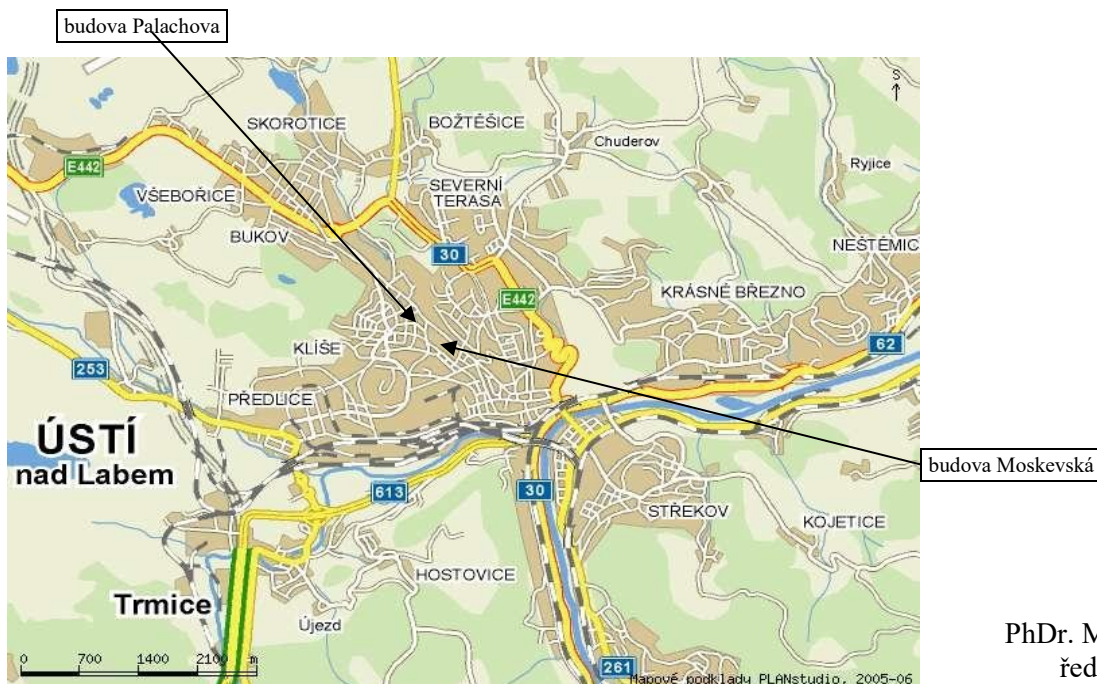 budova Palachova
S
SKOROTICE
BOŽTĚŠICE
Chuderov
E442
Ryjice
VŠEBOŘICE
SEVERNÍ
TERASA
BUKOV
30
NEŠTĚMIC
KRÁSNÉ BŘEZNO
E442
KLÍŠE
62
253
PŘEDLICE
ÚSTÍ
nad Labem
budova Moskevská
613
30
STŘEKOV
KOJETICE
HOSTOVICE
Trmice
Újezd
PhDr. M
řed
0 700 1400 2100 m
261
Mapové podklady PLANstudio, 2005-06